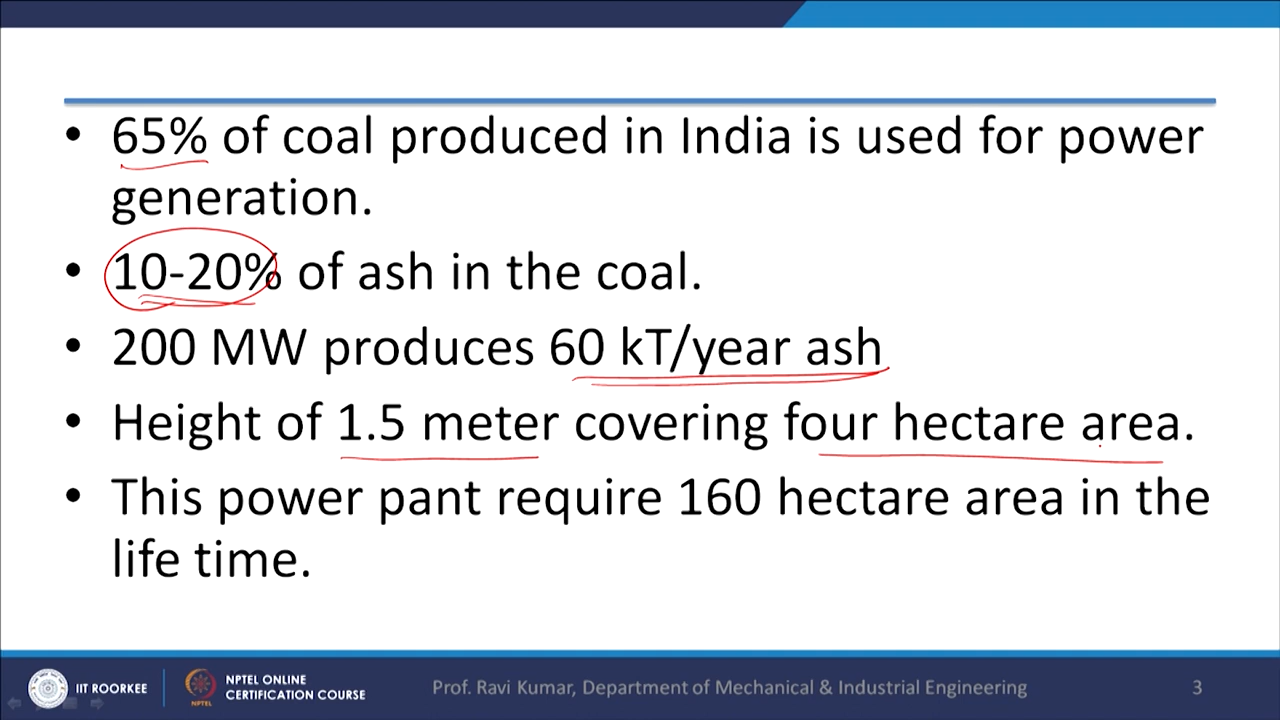 • 65% of coal produced in India is used for power
generation.
• 10-20% of ash in the coal.
• 200 MW produces 60 kT/year ash
• Height of 1.5 meter covering four hectare area.
• This power pant require 160 hectare area in the
life time.
IIT ROORKEE
NPTEL ONLINE
CERTIFICATION COURSE
NPTEL
Prof. Ravi Kumar, Department of Mechanical & Industrial Engineering
3